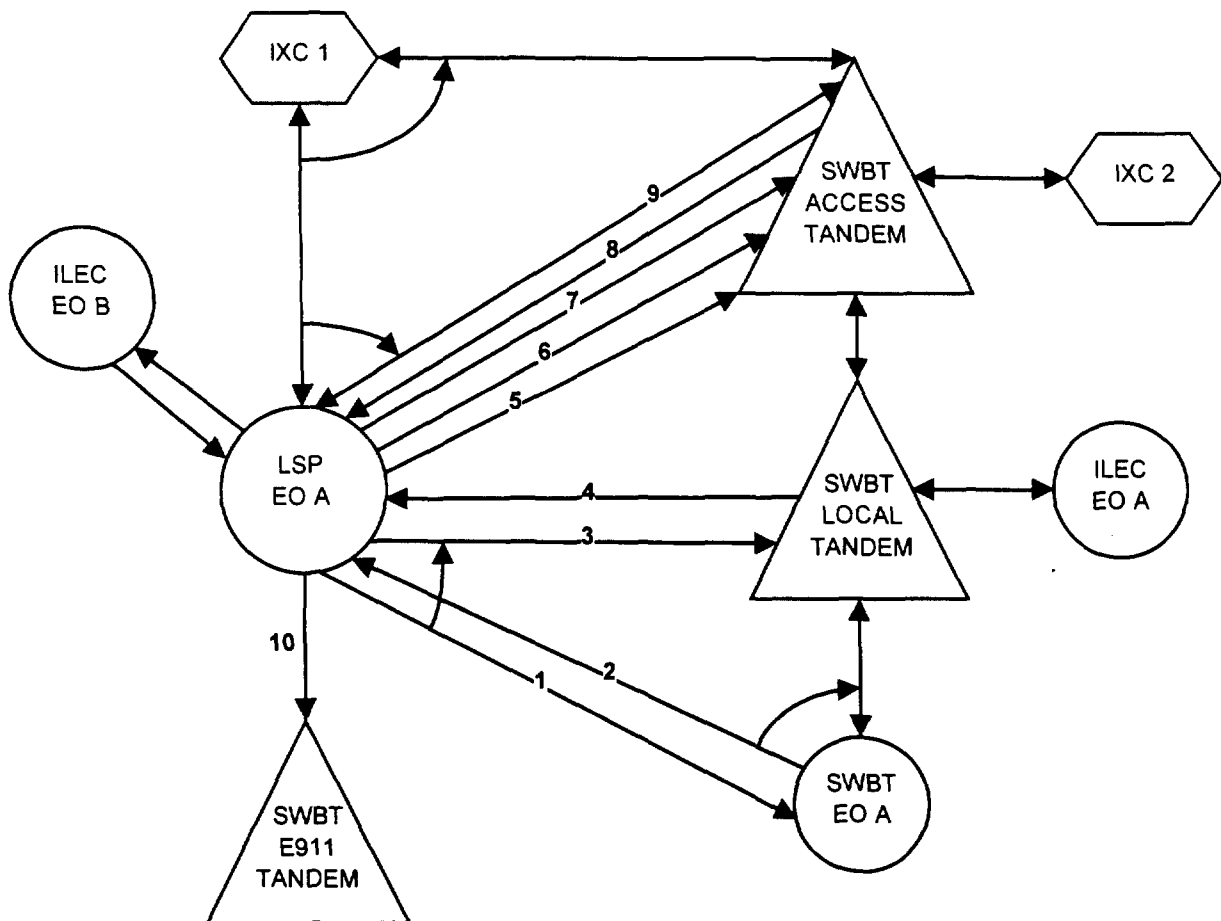 IXC 1
SWBT
ACCESS
TANDEM
IXC 2
9
8
7
6
5
ILEC
EO B
LSP
EO A
4
3
SWBT
LOCAL
TANDEM
ILEC
EO A
10
2
1
SWBT
EO A
SWBT
E911
TANDEM